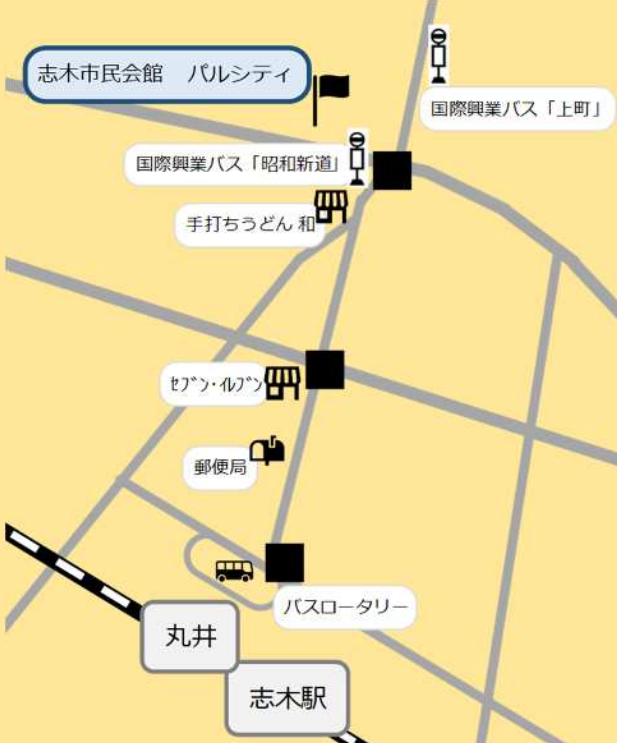 志木市民会館　パルシティ
国際興業バス「上町」
国際興業バス「昭和新道」
手打ちうどん 和
ｾﾌﾞﾝ･ｲﾚﾌﾞﾝ
郵便局
バスロータリー
丸井
志木駅